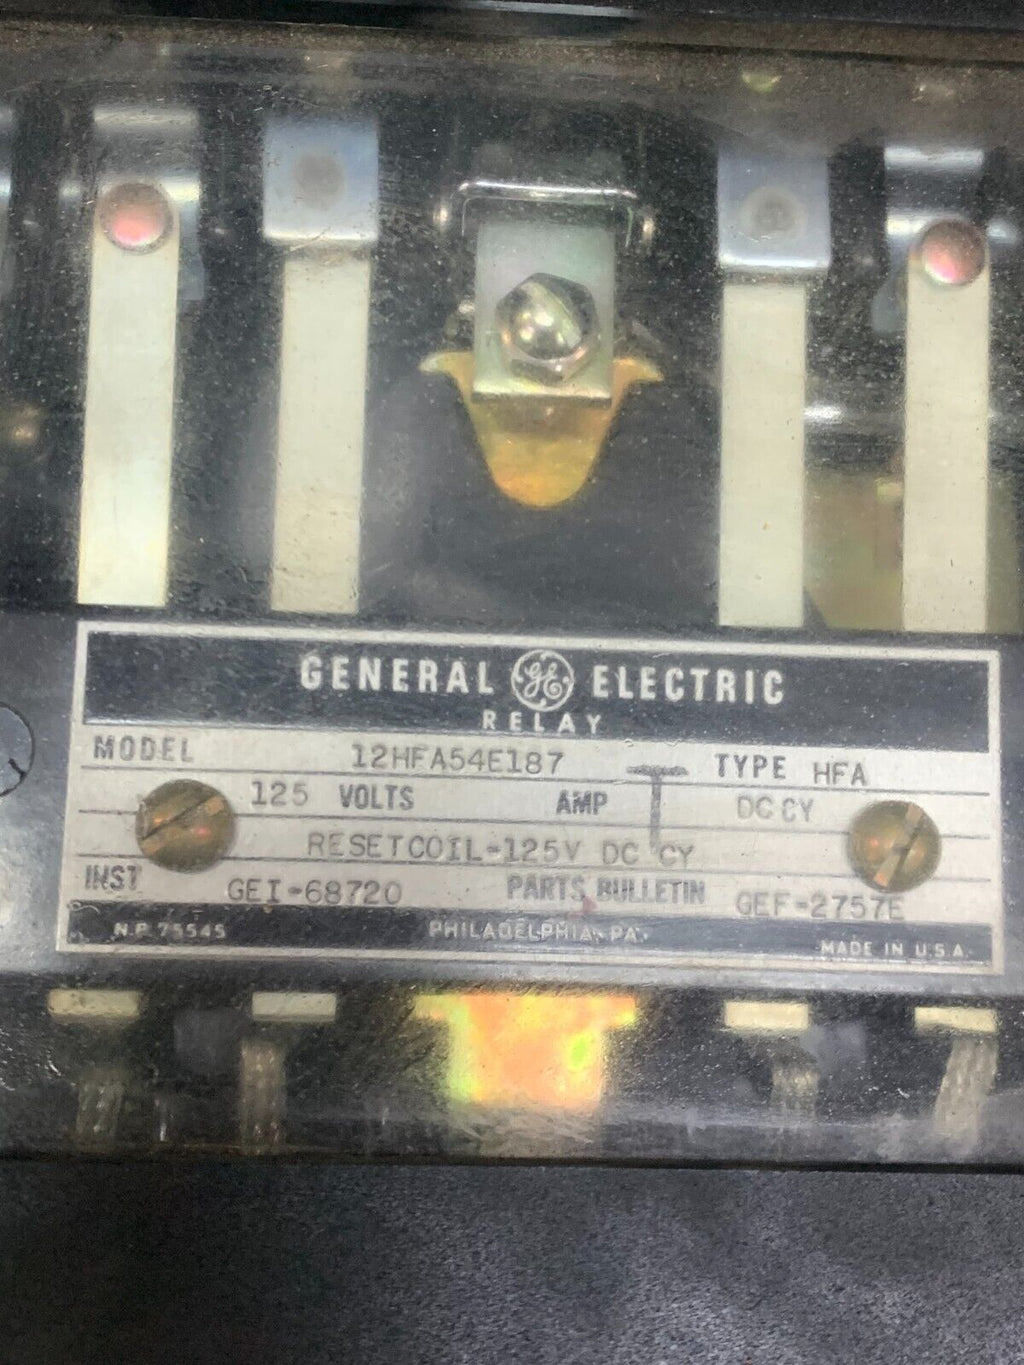 GENERAL GE ELECTRIC
RELAY
MODEL 12HFA54E187 TYPE HFA
125 VOLTS AMP DC CY
RESET COIL-125V DC CY
INST GEI-68720 PARTS BULLETIN GEF-2757E
N.P. 75545 PHILADELPHIA, PA. MADE IN U.S.A.